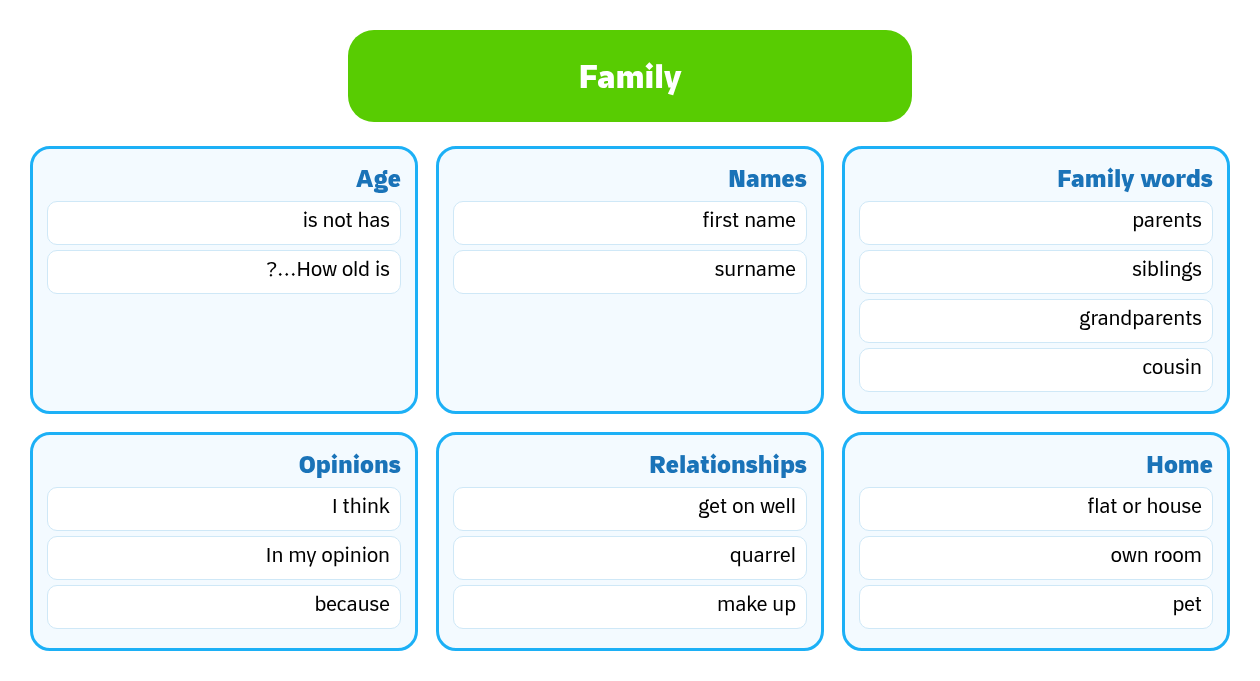 Family
Age
is not has
?…How old is
Names
first name
surname
Family words
parents
siblings
grandparents
cousin
Opinions
I think
In my opinion
because
Relationships
get on well
quarrel
make up
Home
flat or house
own room
pet